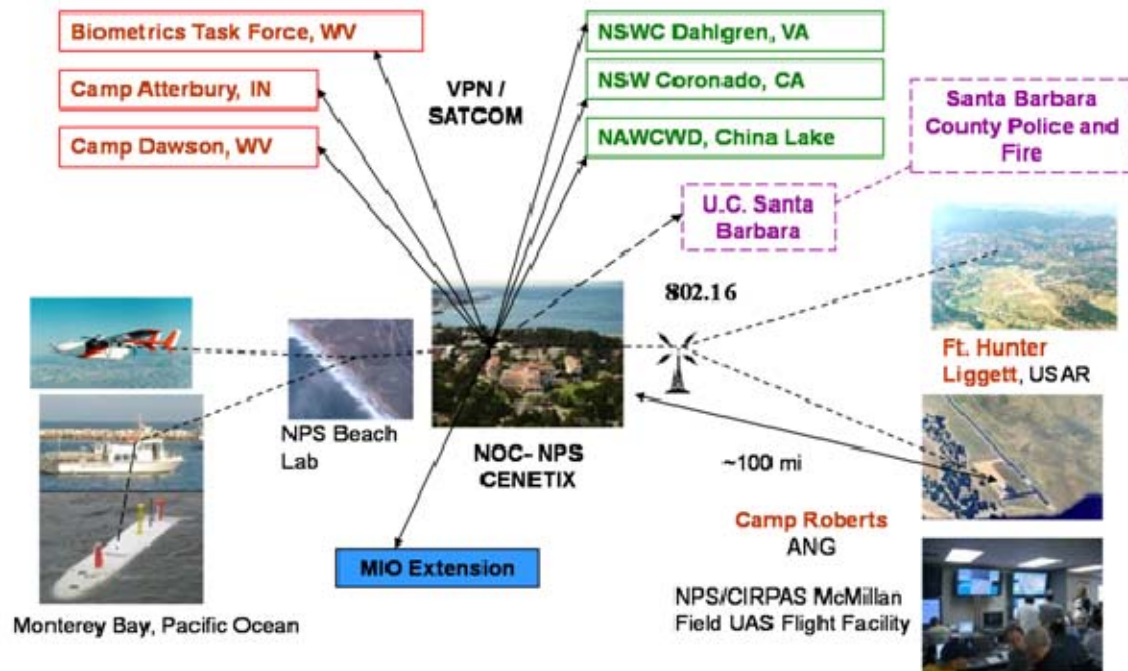 Biometrics Task Force, WV
Camp Atterbury, IN
Camp Dawson, WV
VPN /
SATCOM
NSWC Dahlgren, VA
NSW Coronado, CA
NAWCWD, China Lake
Santa Barbara
County Police and
Fire
U.C. Santa
Barbara
802.16
Ft. Hunter
Liggett, USAR
NPS Beach
Lab
NOC- NPS
CENETIX
~100 mi
Camp Roberts
ANG
MIO Extension
NPS/CIRPAS McMillan
Field UAS Flight Facility
Monterey Bay, Pacific Ocean